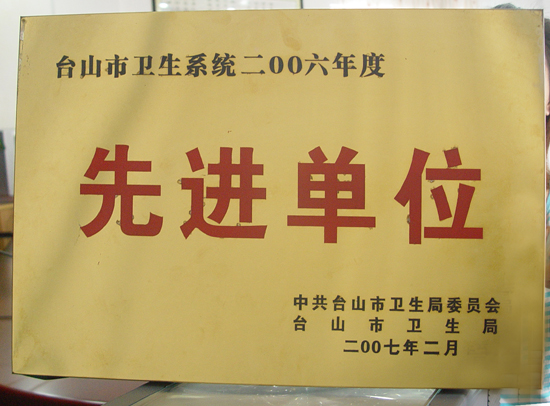 台山市卫生系统二00六年度
先进单位
中共台山市卫生局委员会
台山市卫生局
二00七年二月